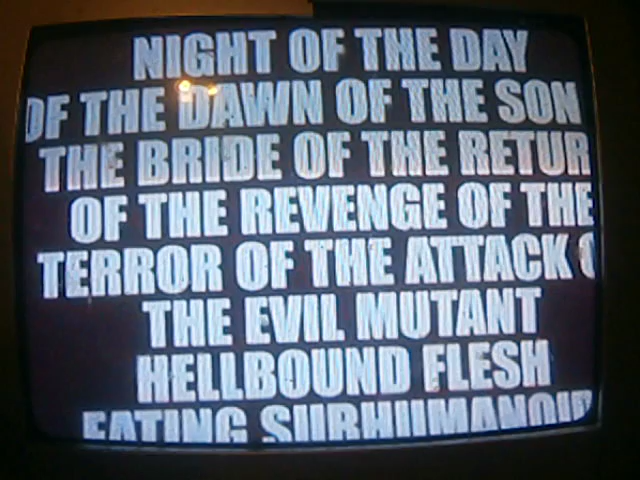 NIGHT OF THE DAY
OF THE DAWN OF THE SON
THE BRIDE OF THE RETUR
OF THE REVENGE OF THE
TERROR OF THE ATTACK O
THE EVIL MUTANT
HELLBOUND FLESH
EATING SUBHUMANOID